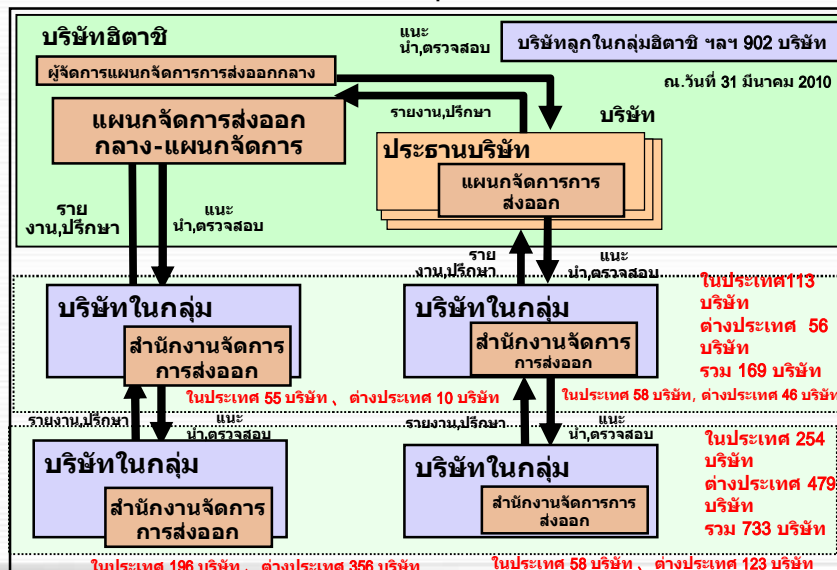 บริษัทฮิตาชิ
แนะ
นำ,ตรวจสอบ
บริษัทลูกในกลุ่มฮิตาชิ ฯลฯ 902 บริษัท
ผู้จัดการแผนกจัดการการส่งออกกลาง
ณ.วันที่ 31 มีนาคม 2010
แผนกจัดการส่งออก
กลาง-แผนกจัดการ
รายงาน,ปรึกษา
บริษัท
ประธานบริษัท
แผนกจัดการการ
ส่งออก
ราย
งาน,ปรึกษา
แนะ
นำ,ตรวจสอบ
ราย
งาน,ปรึกษา
แนะ
นำ,ตรวจสอบ
บริษัทในกลุ่ม
สำนักงานจัดการ
การส่งออก
บริษัทในกลุ่ม
สำนักงานจัดการ
การส่งออก
ในประเทศ113
บริษัท
ต่างประเทศ 56
บริษัท
รวม 169 บริษัท
ในประเทศ 55 บริษัท 、 ต่างประเทศ 10 บริษัท
ในประเทศ 58 บริษัท, ต่างประเทศ 46 บริษัท
รายงาน,ปรึกษา
แนะ
นำ,ตรวจสอบ
รายงาน,ปรึกษา
แนะ
นำ,ตรวจสอบ
บริษัทในกลุ่ม
สำนักงานจัดการ
การส่งออก
บริษัทในกลุ่ม
สำนักงานจัดการการ
ส่งออก
ในประเทศ 254
บริษัท
ต่างประเทศ 479
บริษัท
รวม 733 บริษัท
ในประเทศ 196 บริษัท 、 ต่างประเทศ 356 บริษัท
ในประเทศ 58 บริษัท 、 ต่างประเทศ 123 บริษัท